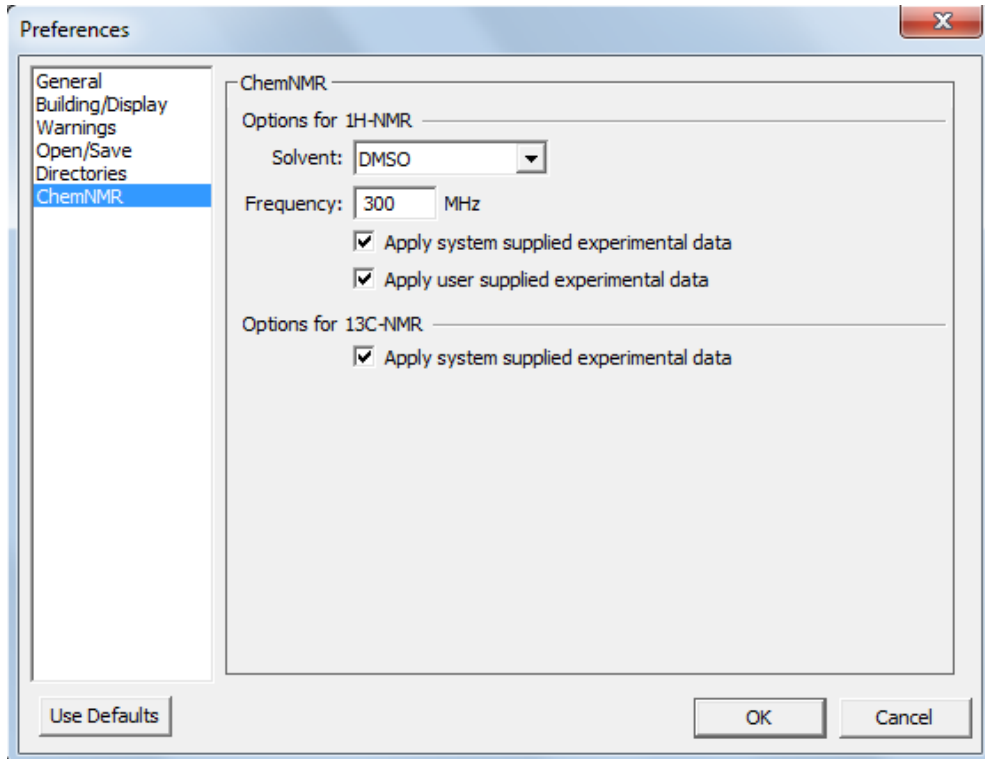 Preferences
General
Building/Display
Warnings
Open/Save
Directories
ChemNMR
ChemNMR
Options for 1H-NMR
Solvent: DMSO
Frequency: 300 MHz
Apply system supplied experimental data
Apply user supplied experimental data
Options for 13C-NMR
Apply system supplied experimental data
Use Defaults
OK
Cancel